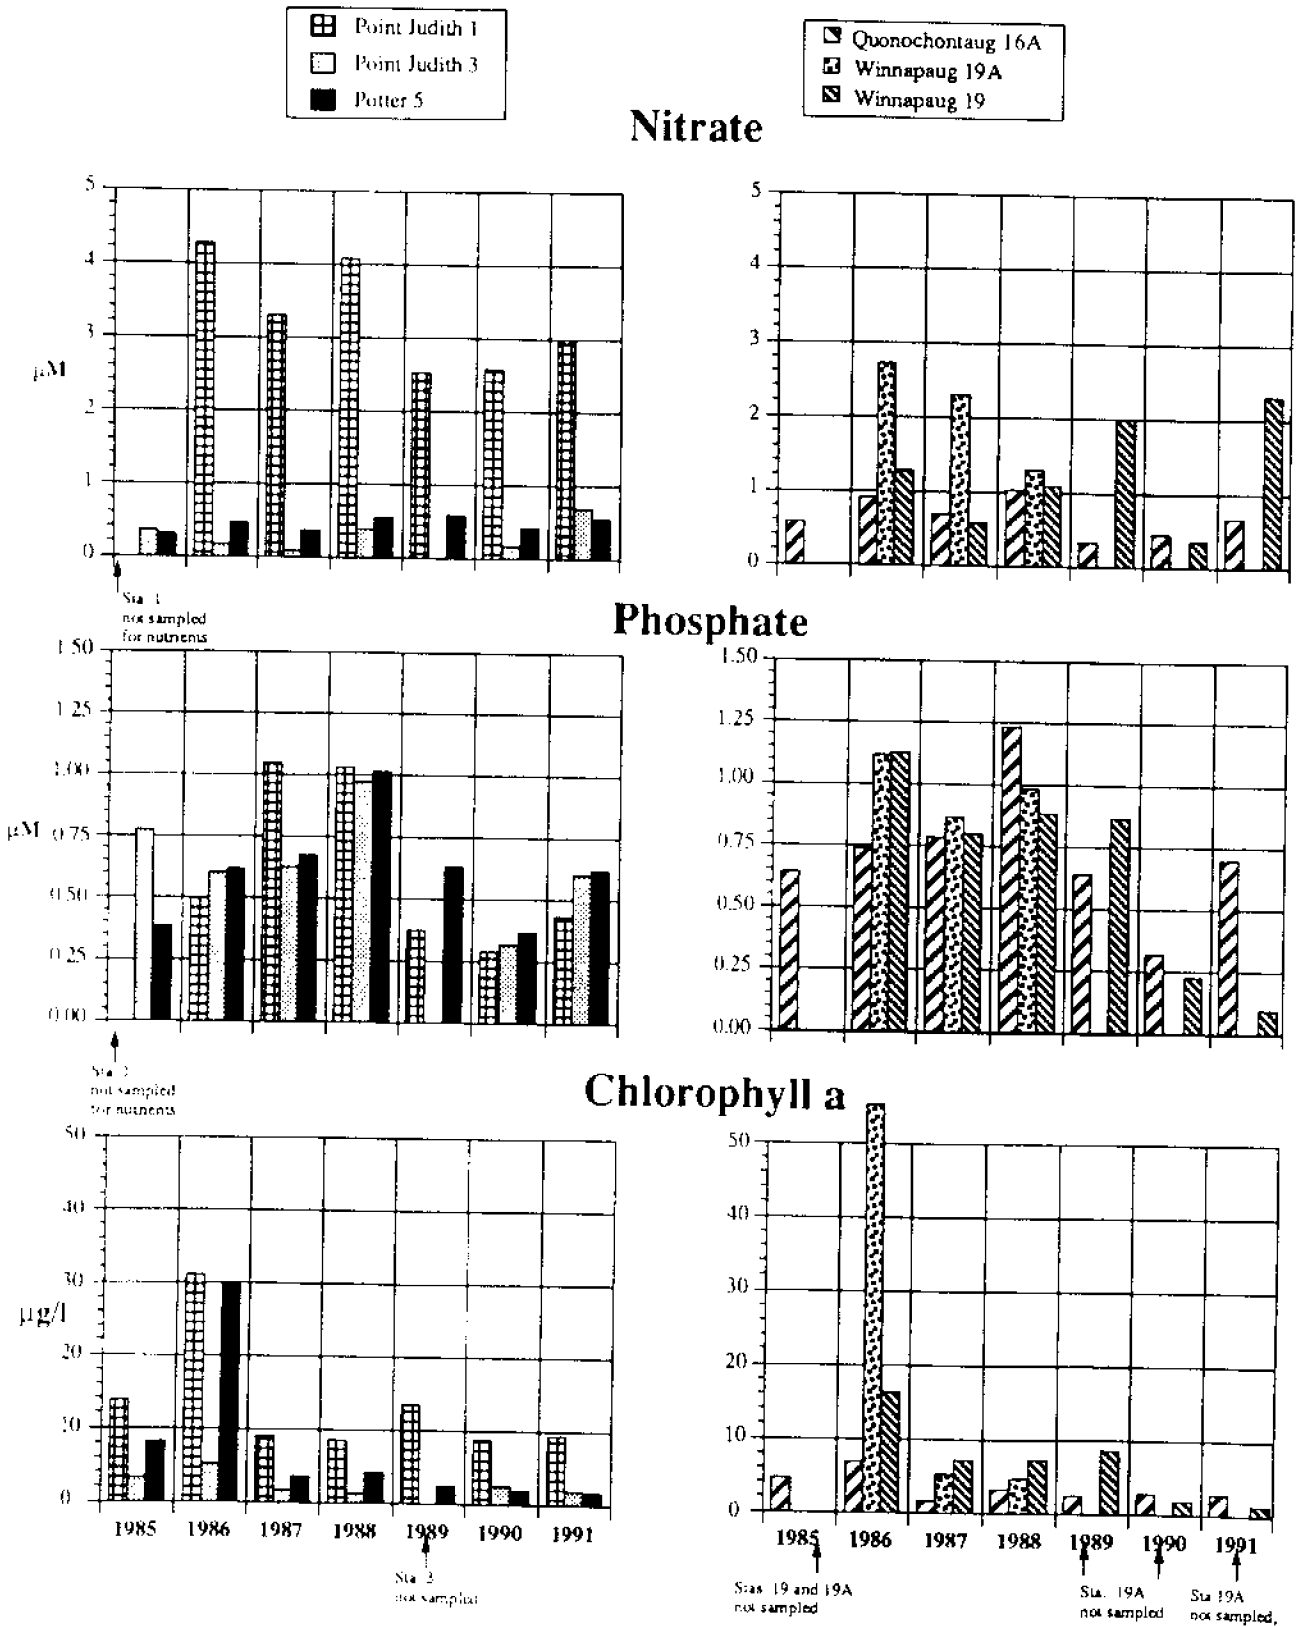 Point Judith 1
Point Judith 3
Potter 5
Quonochontaug 16A
Winnapaug 19A
Winnapaug 19
Nitrate
5
4
3
µM
2
1
0
Sta. 1
not sampled
for nutrients
5
4
3
2
1
0
Phosphate
1.50
1.25
1.00
µM 0.75
0.50
0.25
0.00
Sta
not sampled
for nutrients
1.50
1.25
1.00
0.75
0.50
0.25
0.00
Chlorophyll a
50
40
30
µg/l
20
10
0
1985 1986 1987 1988 1989 1990 1991
Sta. 3
not sampled
50
40
30
20
10
0
1985 1986 1987 1988 1989 1990 1991
Stas. 19 and 19A
not sampled
Sta. 19A
not sampled
Sta 19A
not sampled,